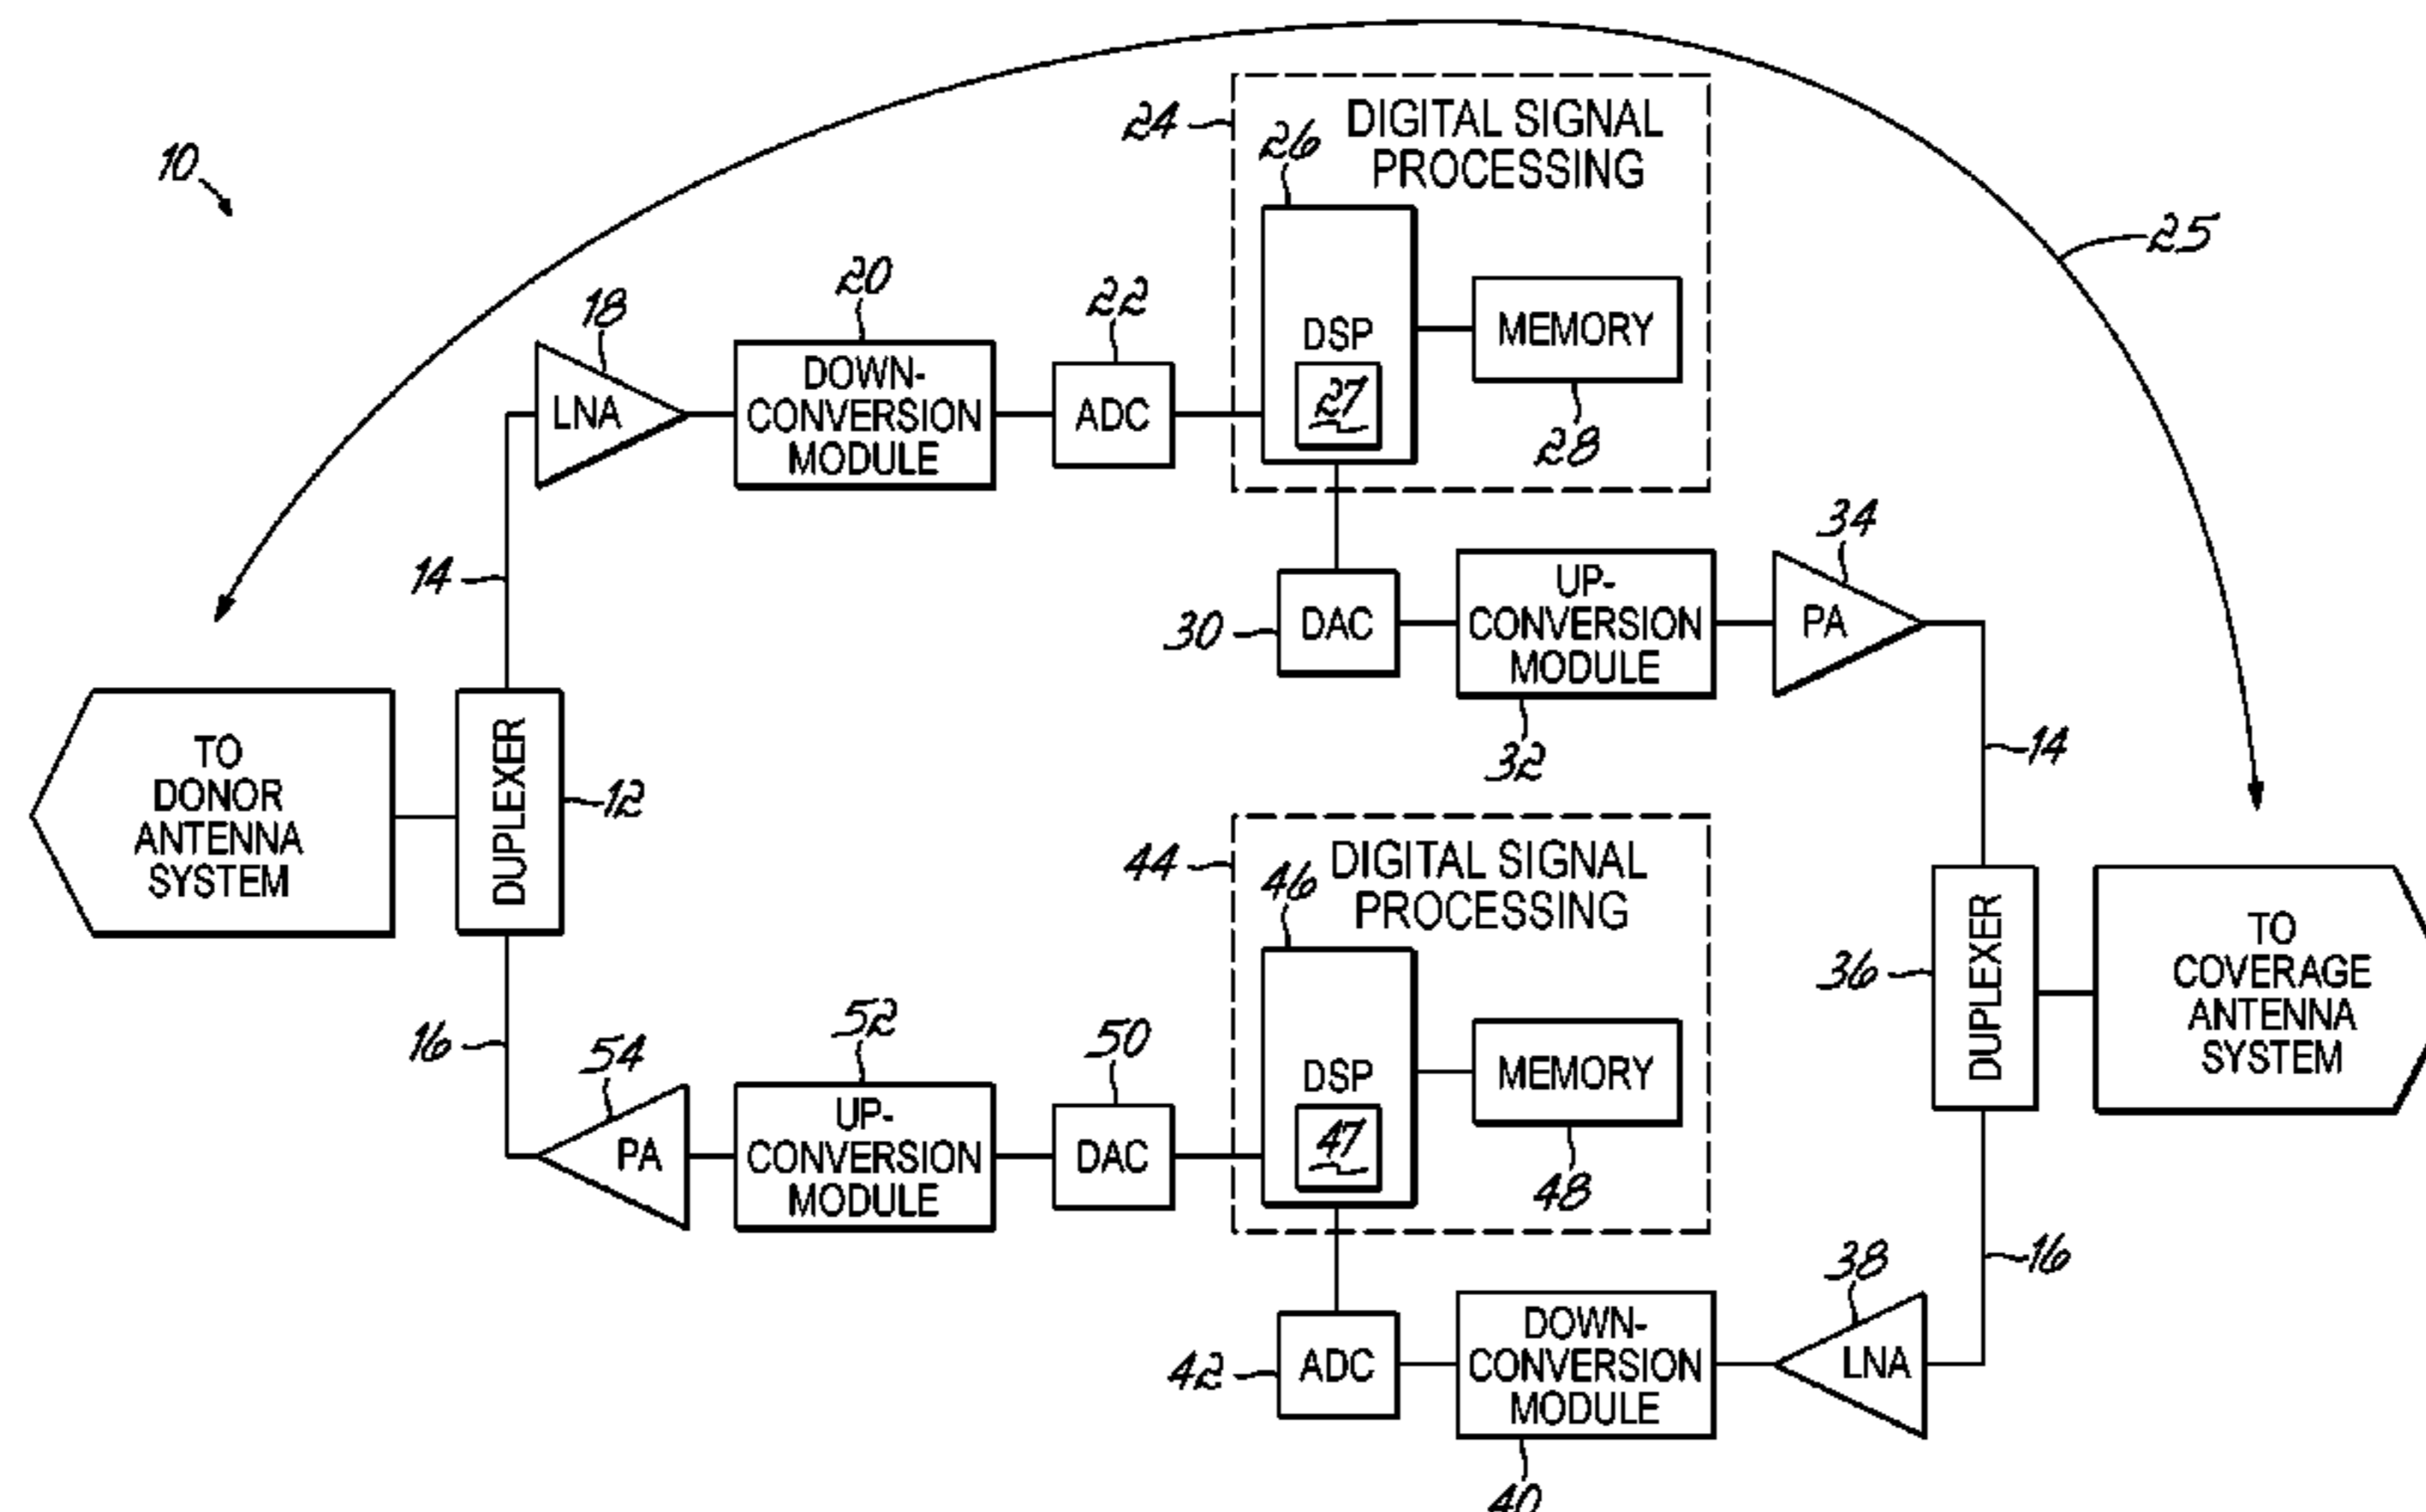 10
24
DIGITAL SIGNAL
PROCESSING
26
25
18
LNA
20
DOWN-
CONVERSION
MODULE
22
ADC
DSP
27
MEMORY
28
14
30
DAC
UP-
CONVERSION
MODULE
32
34
PA
14
TO
DONOR
ANTENNA
SYSTEM
DUPLEXER
12
44
DIGITAL SIGNAL
PROCESSING
46
36
DUPLEXER
TO
COVERAGE
ANTENNA
SYSTEM
16
54
PA
52
UP-
CONVERSION
MODULE
50
DAC
DSP
47
MEMORY
48
42
ADC
DOWN-
CONVERSION
MODULE
40
38
LNA
16